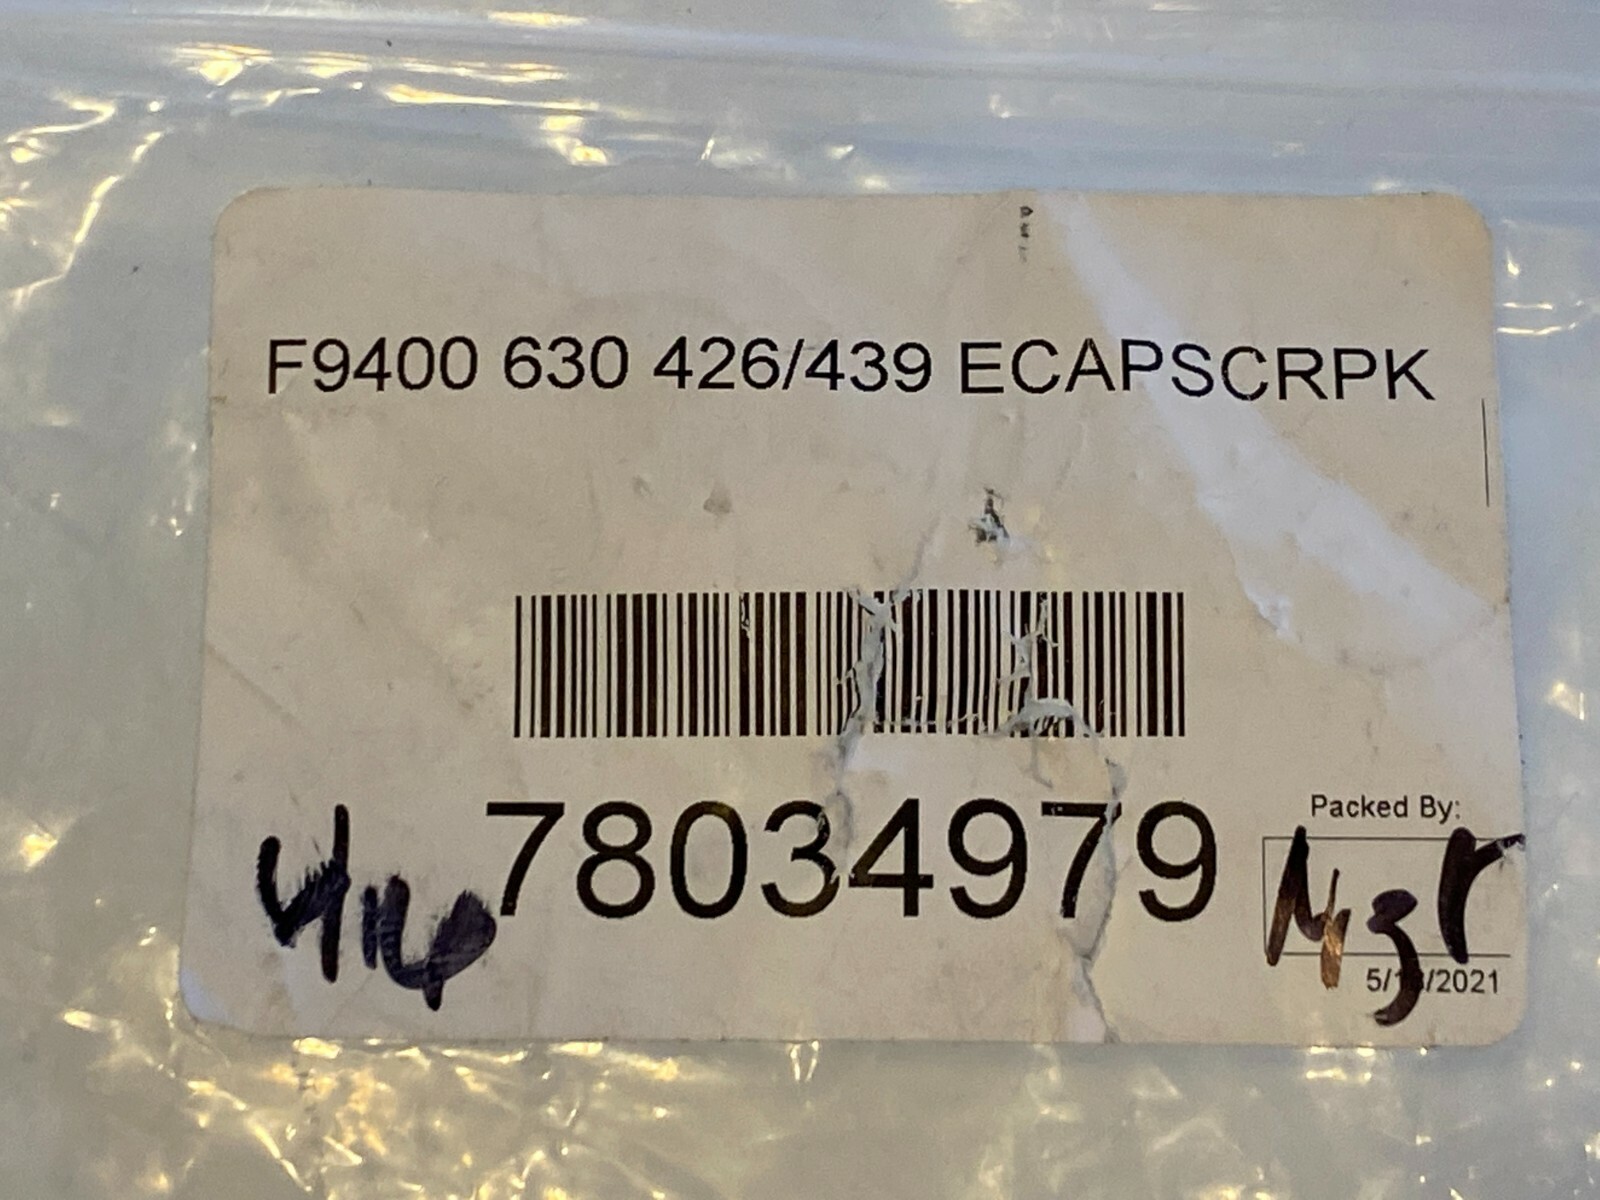 F9400 630 426/439 ECAPSCRPK
78034979
Packed By: